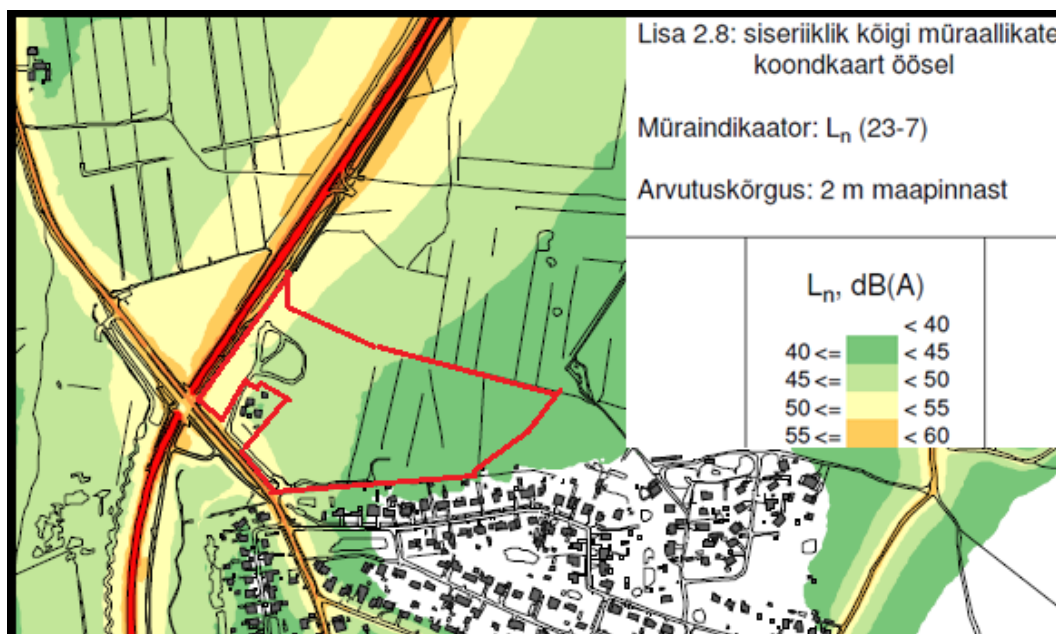 Lisa 2.8: siseriiklik kõigi müraallikate
koondkaart öösel
Müraindikaator: Ln (23-7)
Arvutuskõrgus: 2 m maapinnast
Ln, dB(A)
< 40
40 <= < 45
45 <= < 50
50 <= < 55
55 <= < 60